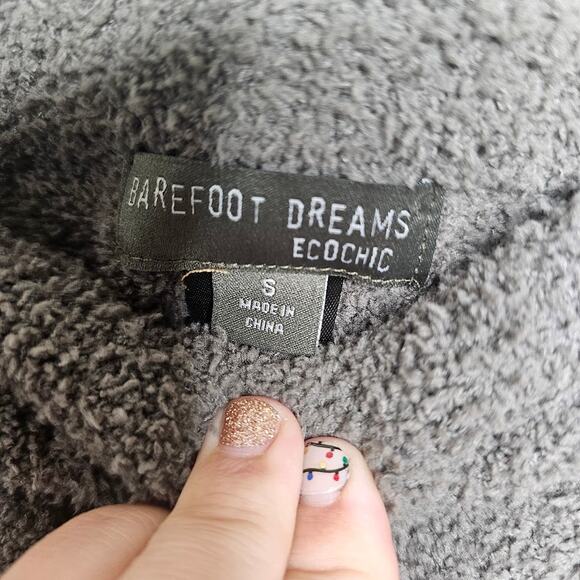 BAREFOOT DREAMS
ECOCHIC
S
MADE IN
CHINA